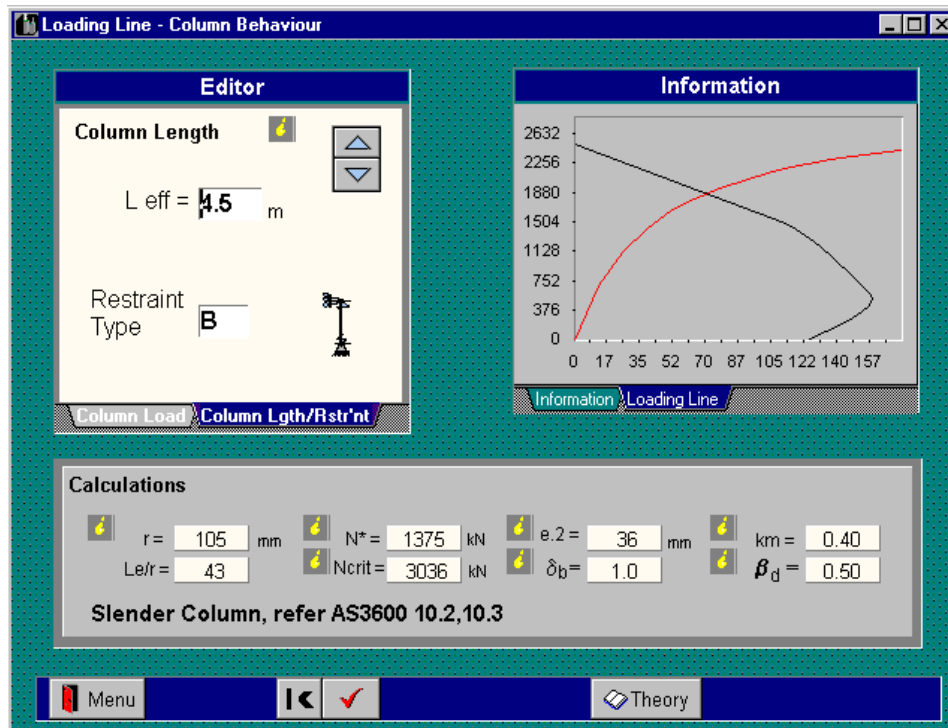 Loading Line - Column Behaviour
Editor
Column Length
L eff = 4.5 m
Restraint Type B
Column Load Column Lgth/Rstr'nt
Information
2632
2256
1880
1504
1128
752
376
0
0 17 35 52 70 87 105 122 140 157
Information Loading Line
Calculations
r = 105 mm N* = 1375 kN e.2 = 36 mm km = 0.40
Le/r = 43 Ncrit = 3036 kN δb = 1.0 βd = 0.50
Slender Column, refer AS3600 10.2,10.3
Menu Theory